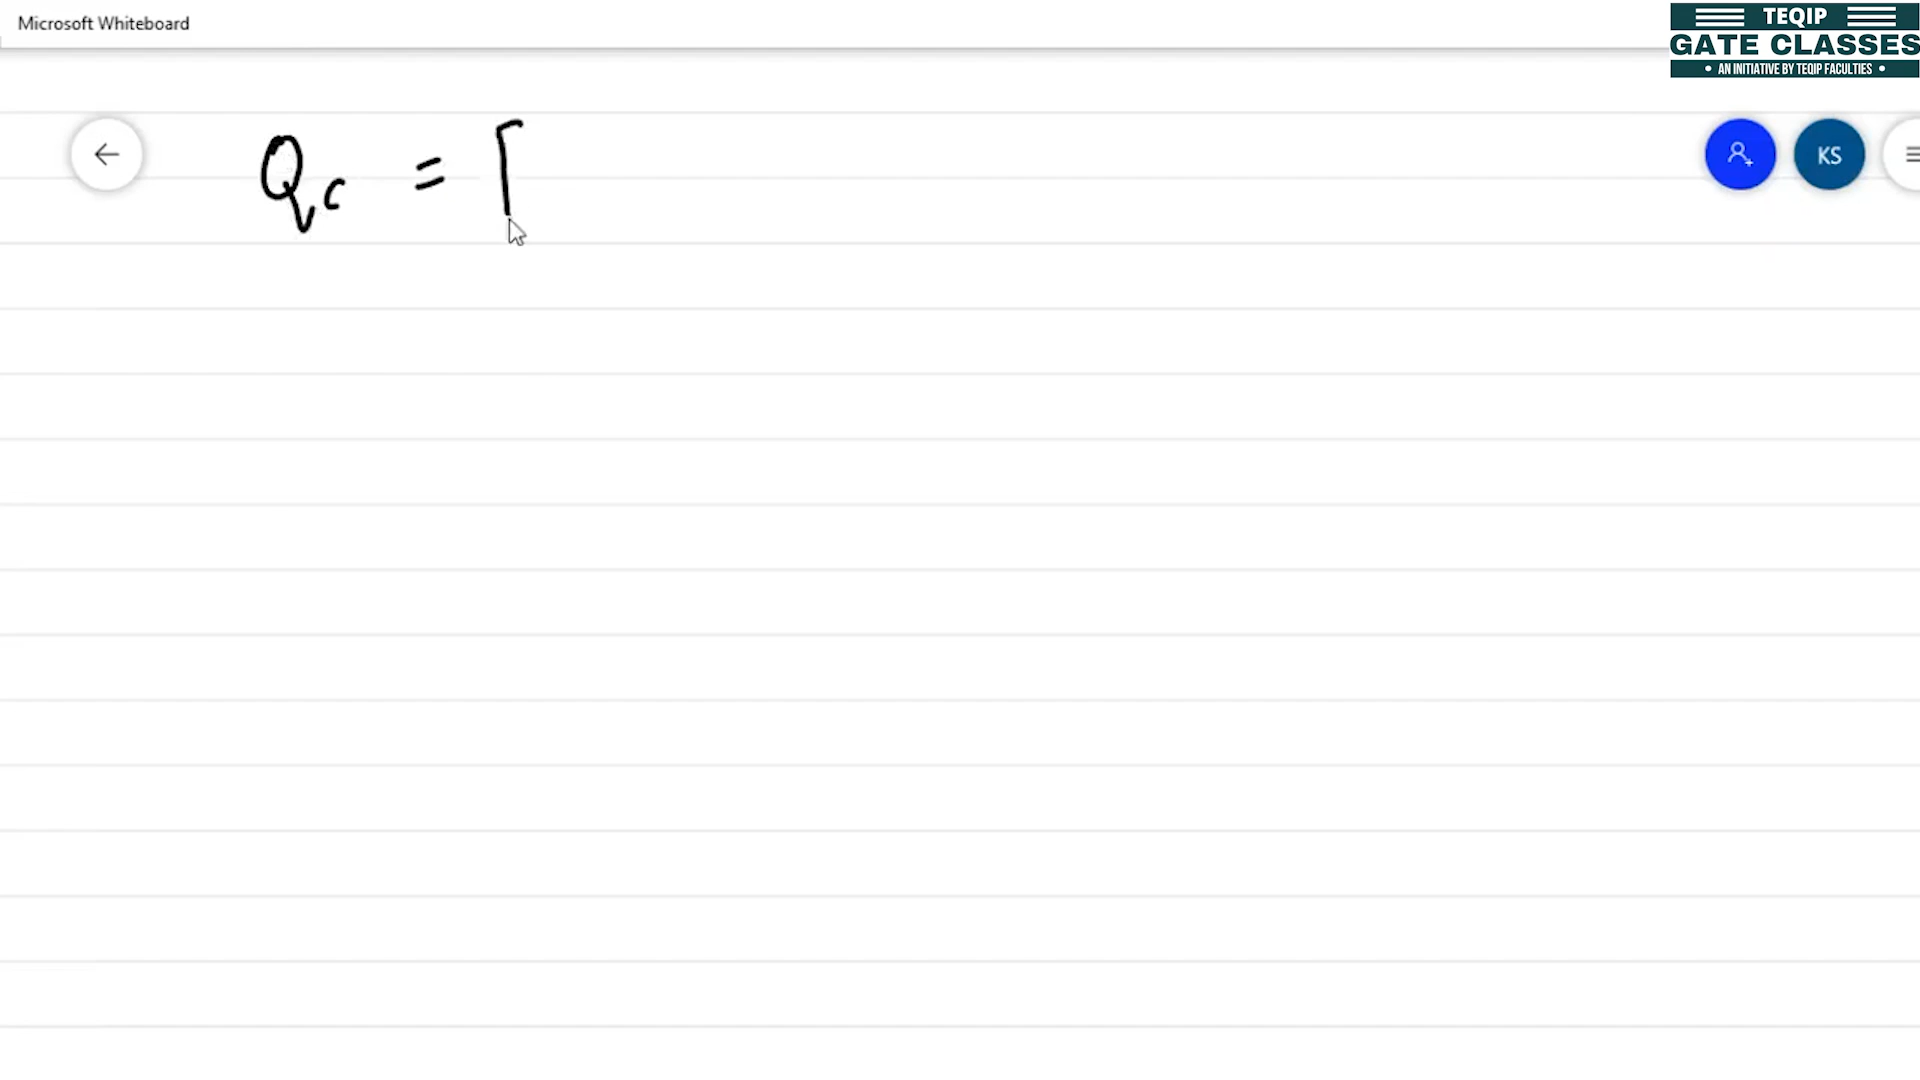 Microsoft Whiteboard
TEQIP
GATE CLASSES
• AN INITIATIVE BY TEQIP FACULTIES •
Qc = [
KS